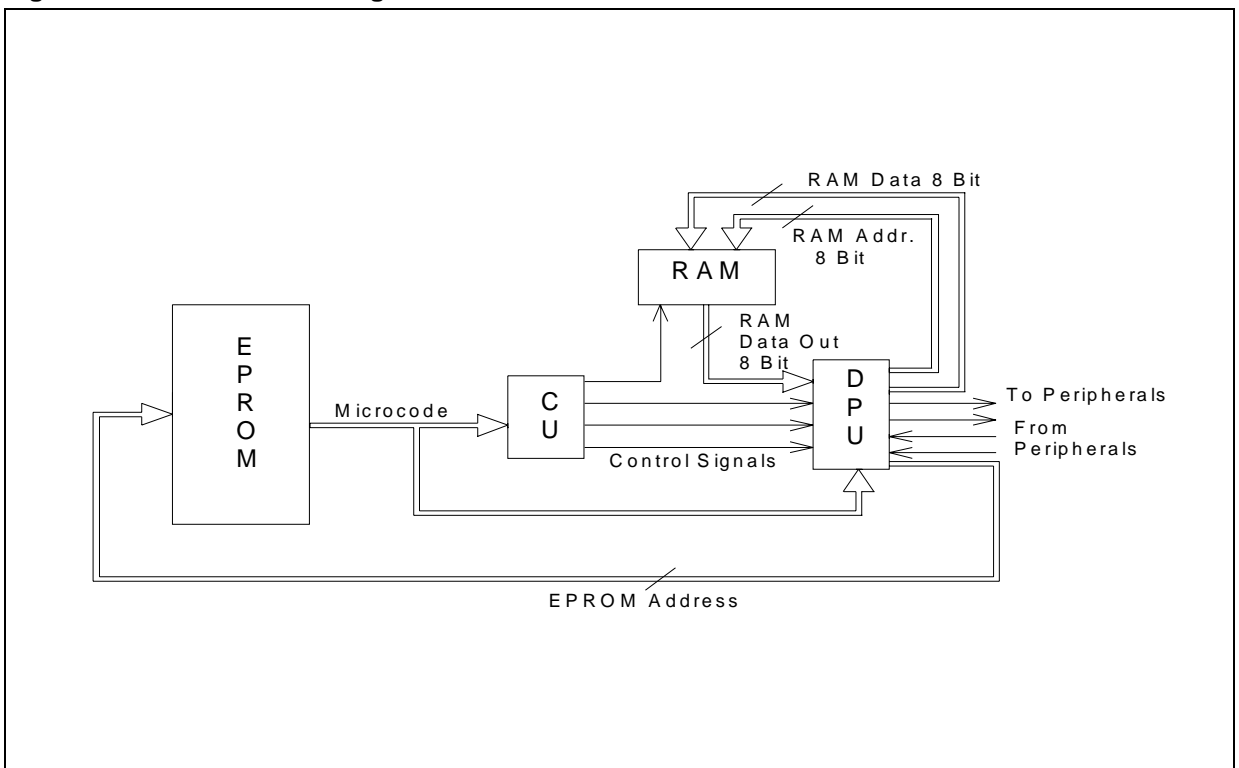 RAM Data 8 Bit
RAM Addr.
8 Bit
RAM
RAM
Data Out
8 Bit
E
P
R
O
M
Microcode
C
U
D
P
U
To Peripherals
From
Peripherals
Control Signals
EPROM Address